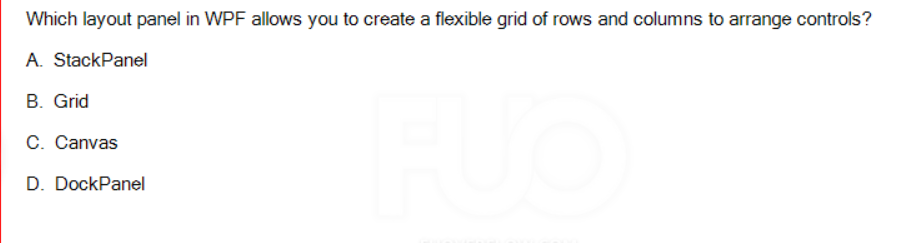 Which layout panel in WPF allows you to create a flexible grid of rows and columns to arrange controls?
A. StackPanel
B. Grid
C. Canvas
D. DockPanel
FUO